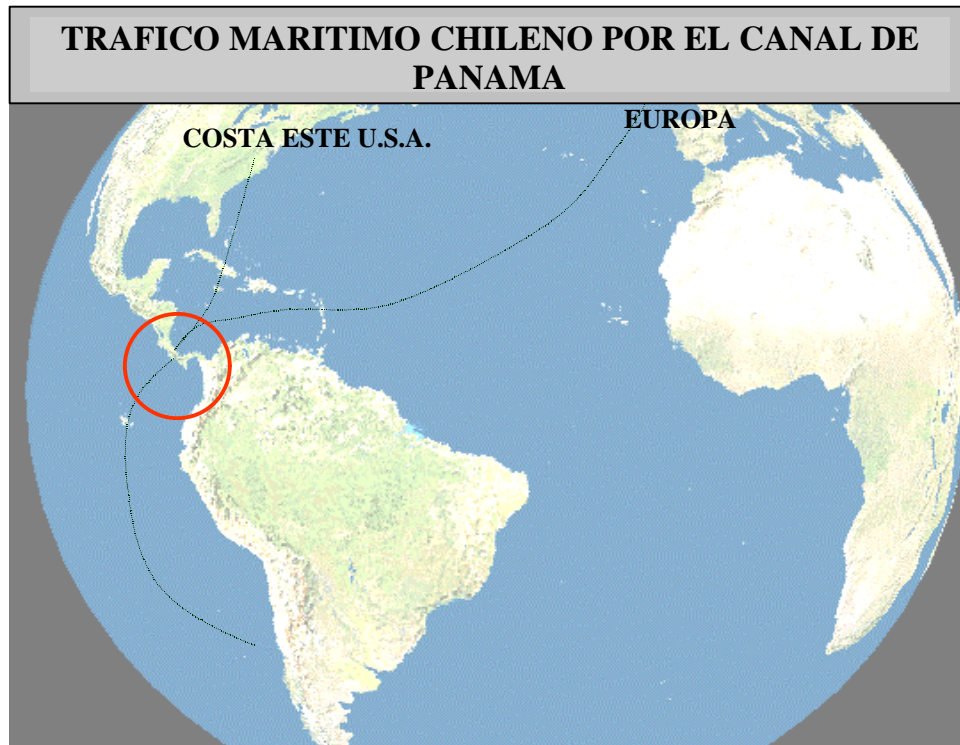 TRAFICO MARITIMO CHILENO POR EL CANAL DE
PANAMA
EUROPA
COSTA ESTE U.S.A.